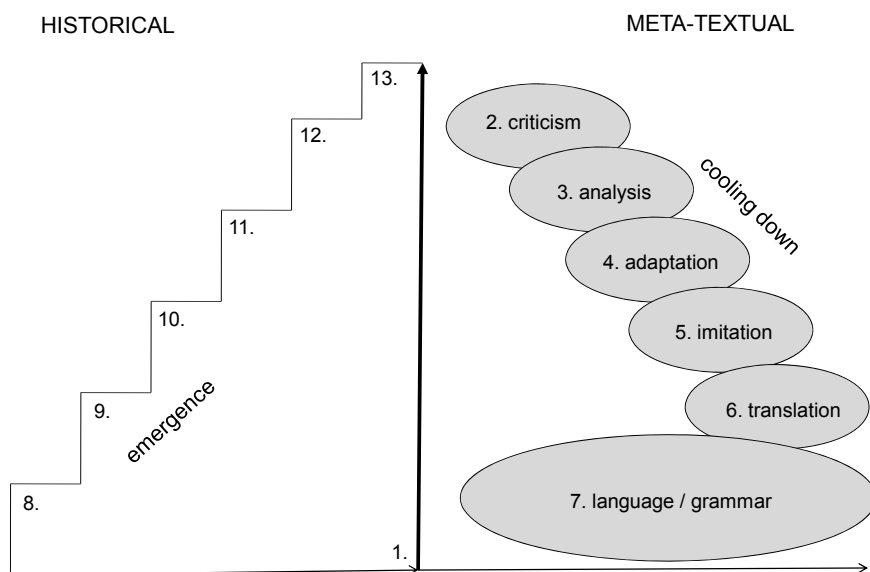 HISTORICAL
META-TEXTUAL
13.
12.
11.
10.
9.
8.
emergence
1.
2. criticism
3. analysis
4. adaptation
5. imitation
6. translation
7. language / grammar
cooling down